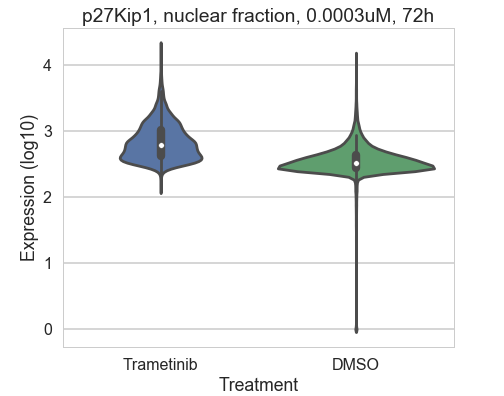 p27Kip1, nuclear fraction, 0.0003uM, 72h
Expression (log10)
4
3
2
1
0
Trametinib
DMSO
Treatment